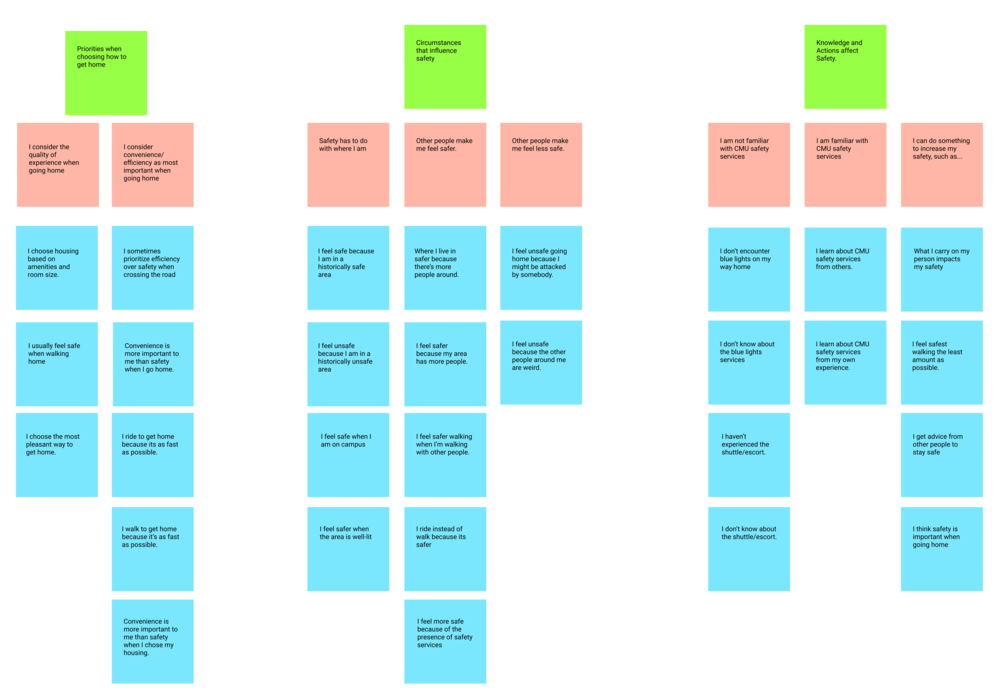 Priorities when
choosing how to
get home
Circumstances
that influence
safety
Knowledge and
Actions affect
Safety.
I consider the
quality of
experience when
going home
I consider
convenience/
efficiency as most
important when
going home
Safety has to do
with where I am
Other people make
me feel safer.
Other people make
me feel less safe.
I am not familiar
with CMU safety
services
I am familiar with
CMU safety
services
I can do something
to increase my
safety, such as...
I choose housing
based on
amenities and
room size.
I sometimes
prioritize efficiency
over safety when
crossing the road
I feel safe because
I am in a
historically safe
area
Where I live in
safer because
there's more
people around.
I feel unsafe going
home because I
might be attacked
by somebody.
I don't encounter
blue lights on my
way home
I learn about CMU
safety services
from others.
What I carry on my
person impacts
my safety
I usually feel safe
when walking
home
Convenience is
more important to
me than safety
when I go home.
I feel unsafe
because I am in a
historically unsafe
area
I feel safer
because my area
has more people.
I feel unsafe
because the other
people around me
are weird.
I don't know about
the blue lights
services
I learn about CMU
safety services
from my own
experience.
I feel safest
walking the least
amount as
possible.
I choose the most
pleasant way to
get home.
I ride to get home
because its as fast
as possible.
I feel safe when I
am on campus
I feel safer walking
when I'm walking
with other people.
I haven't
experienced the
shuttle/escort.
I get advice from
other people to
stay safe
I walk to get home
because it's as fast
as possible.
I feel safer when
the area is well-lit
I ride instead of
walk because its
safer
I don't know about
the shuttle/escort.
I think safety is
important when
going home
Convenience is
more important to
me than safety
when I chose my
housing.
I feel more safe
because of the
presence of safety
services